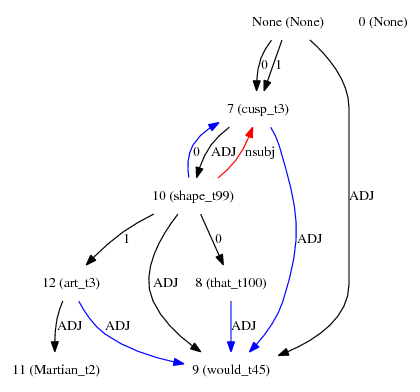 None (None) 0 (None)
0 1
7 (cusp_t3)
0 ADJ nsubj
10 (shape_t99) ADJ ADJ
1 ADJ 0
12 (art_t3) 8 (that_t100)
ADJ ADJ ADJ
11 (Martian_t2) 9 (would_t45)